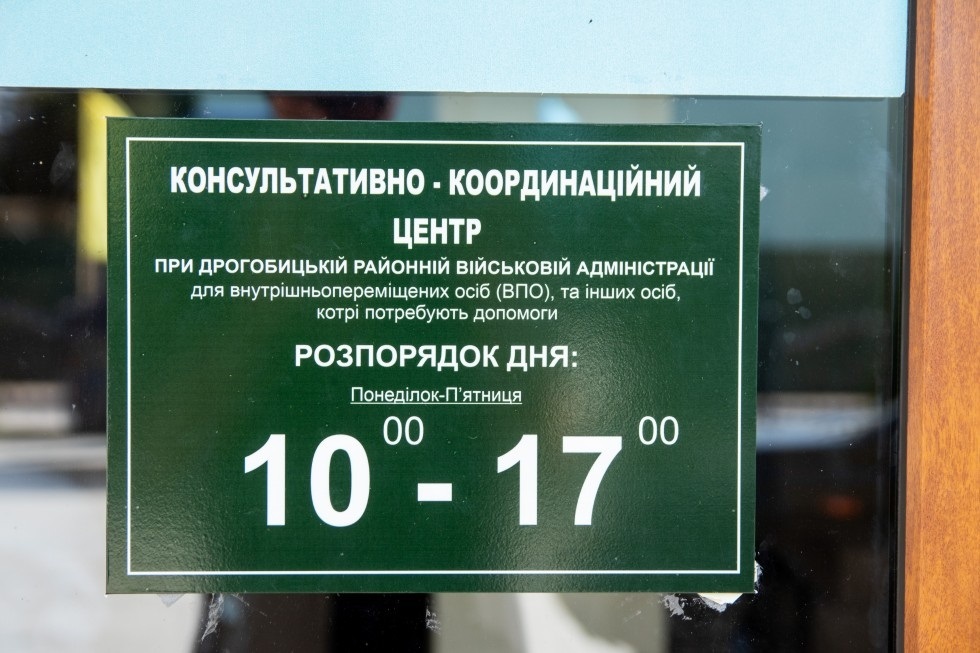 КОНСУЛЬТАТИВНО - КООРДИНАЦІЙНИЙ
ЦЕНТР
ПРИ ДРОГОБИЦЬКІЙ РАЙОННІЙ ВІЙСЬКОВІЙ АДМІНІСТРАЦІЇ
для внутрішньопереміщених осіб (ВПО), та інших осіб,
котрі потребують допомоги
РОЗПОРЯДОК ДНЯ:
Понеділок-П'ятниця
10 00 - 17 00